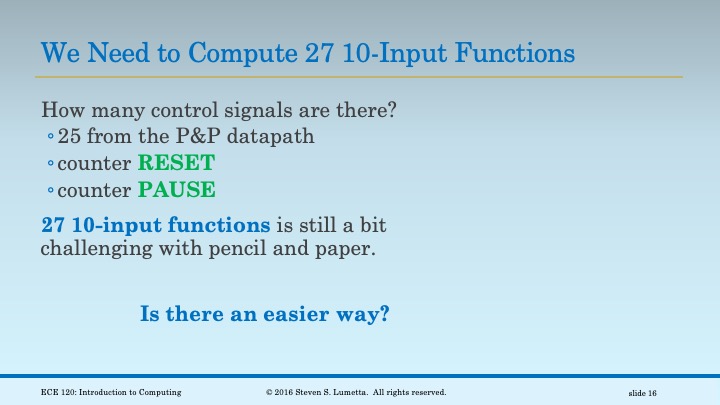 We Need to Compute 27 10-Input Functions
How many control signals are there?
◦25 from the P&P datapath
◦counter RESET
◦counter PAUSE
27 10-input functions is still a bit
challenging with pencil and paper.
Is there an easier way?
ECE 120: Introduction to Computing
© 2016 Steven S. Lumetta. All rights reserved.
slide 16